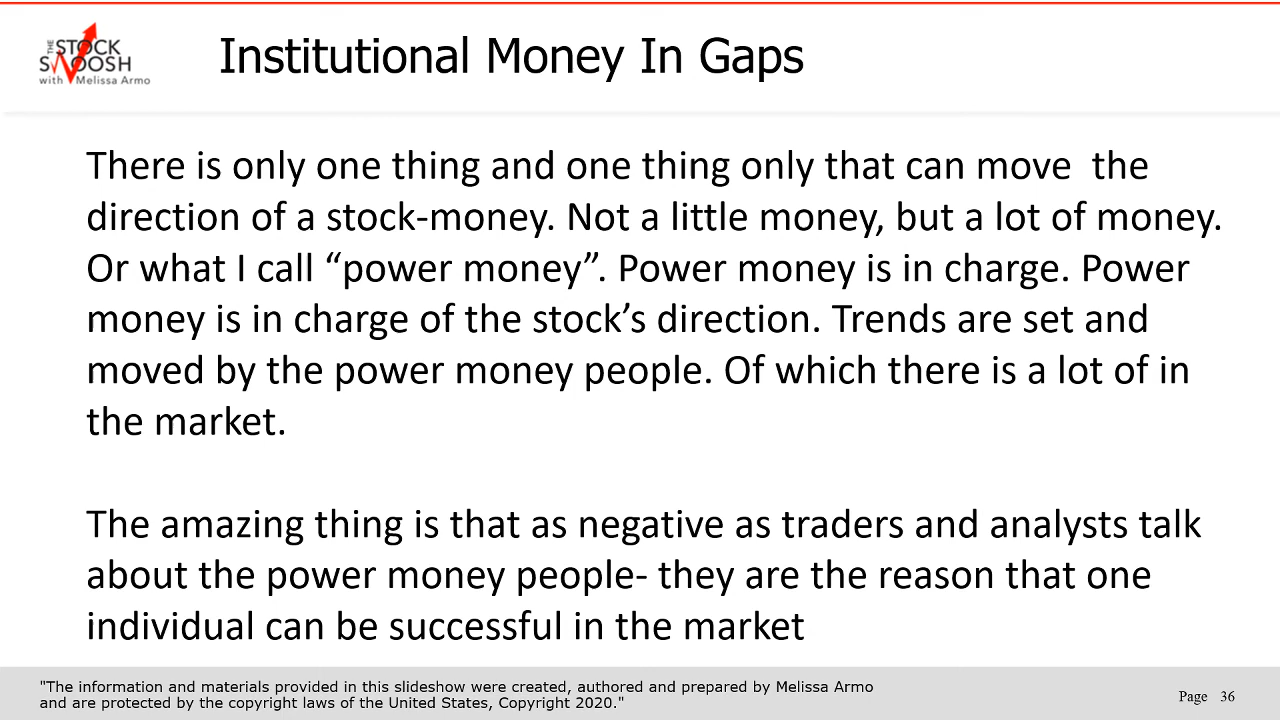 THE
STOCK
SWOOSH
with Melissa Armo
Institutional Money In Gaps
There is only one thing and one thing only that can move  the
direction of a stock-money. Not a little money, but a lot of money.
Or what I call “power money”. Power money is in charge. Power
money is in charge of the stock’s direction. Trends are set and
moved by the power money people. Of which there is a lot of in
the market.
The amazing thing is that as negative as traders and analysts talk
about the power money people- they are the reason that one
individual can be successful in the market
"The information and materials provided in this slideshow were created, authored and prepared by Melissa Armo
and are protected by the copyright laws of the United States, Copyright 2020."
Page 36